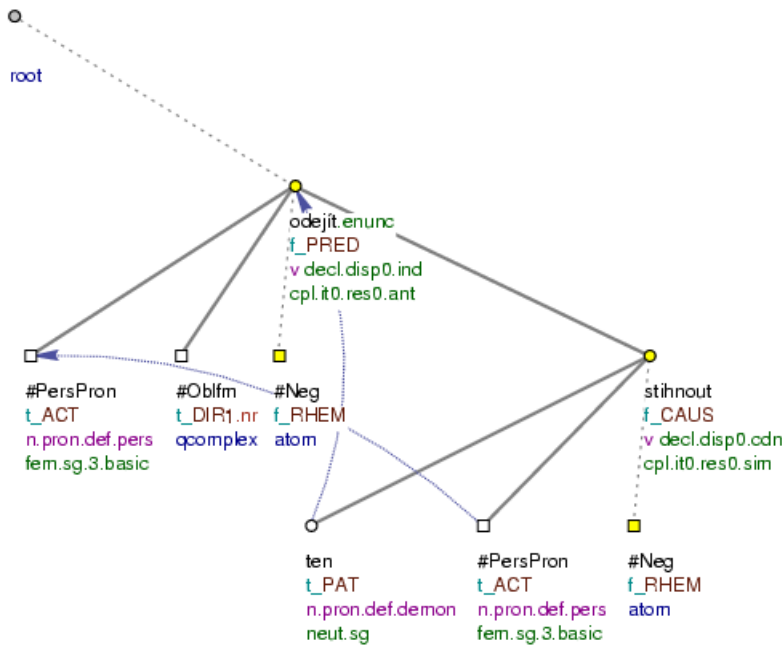 root
odejít.enunc
f_PRED
v decl.disp0.ind
cpl.it0.res0.ant
#PersPron
t_ACT
n.pron.def.pers
fem.sg.3.basic
#Oblfm
t_DIR1.nr
qcomplex
#Neg
f_RHEM
atom
stihnout
f_CAUS
v decl.disp0.cdn
cpl.it0.res0.sim
ten
t_PAT
n.pron.def.demon
neut.sg
#PersPron
t_ACT
n.pron.def.pers
fem.sg.3.basic
#Neg
f_RHEM
atom